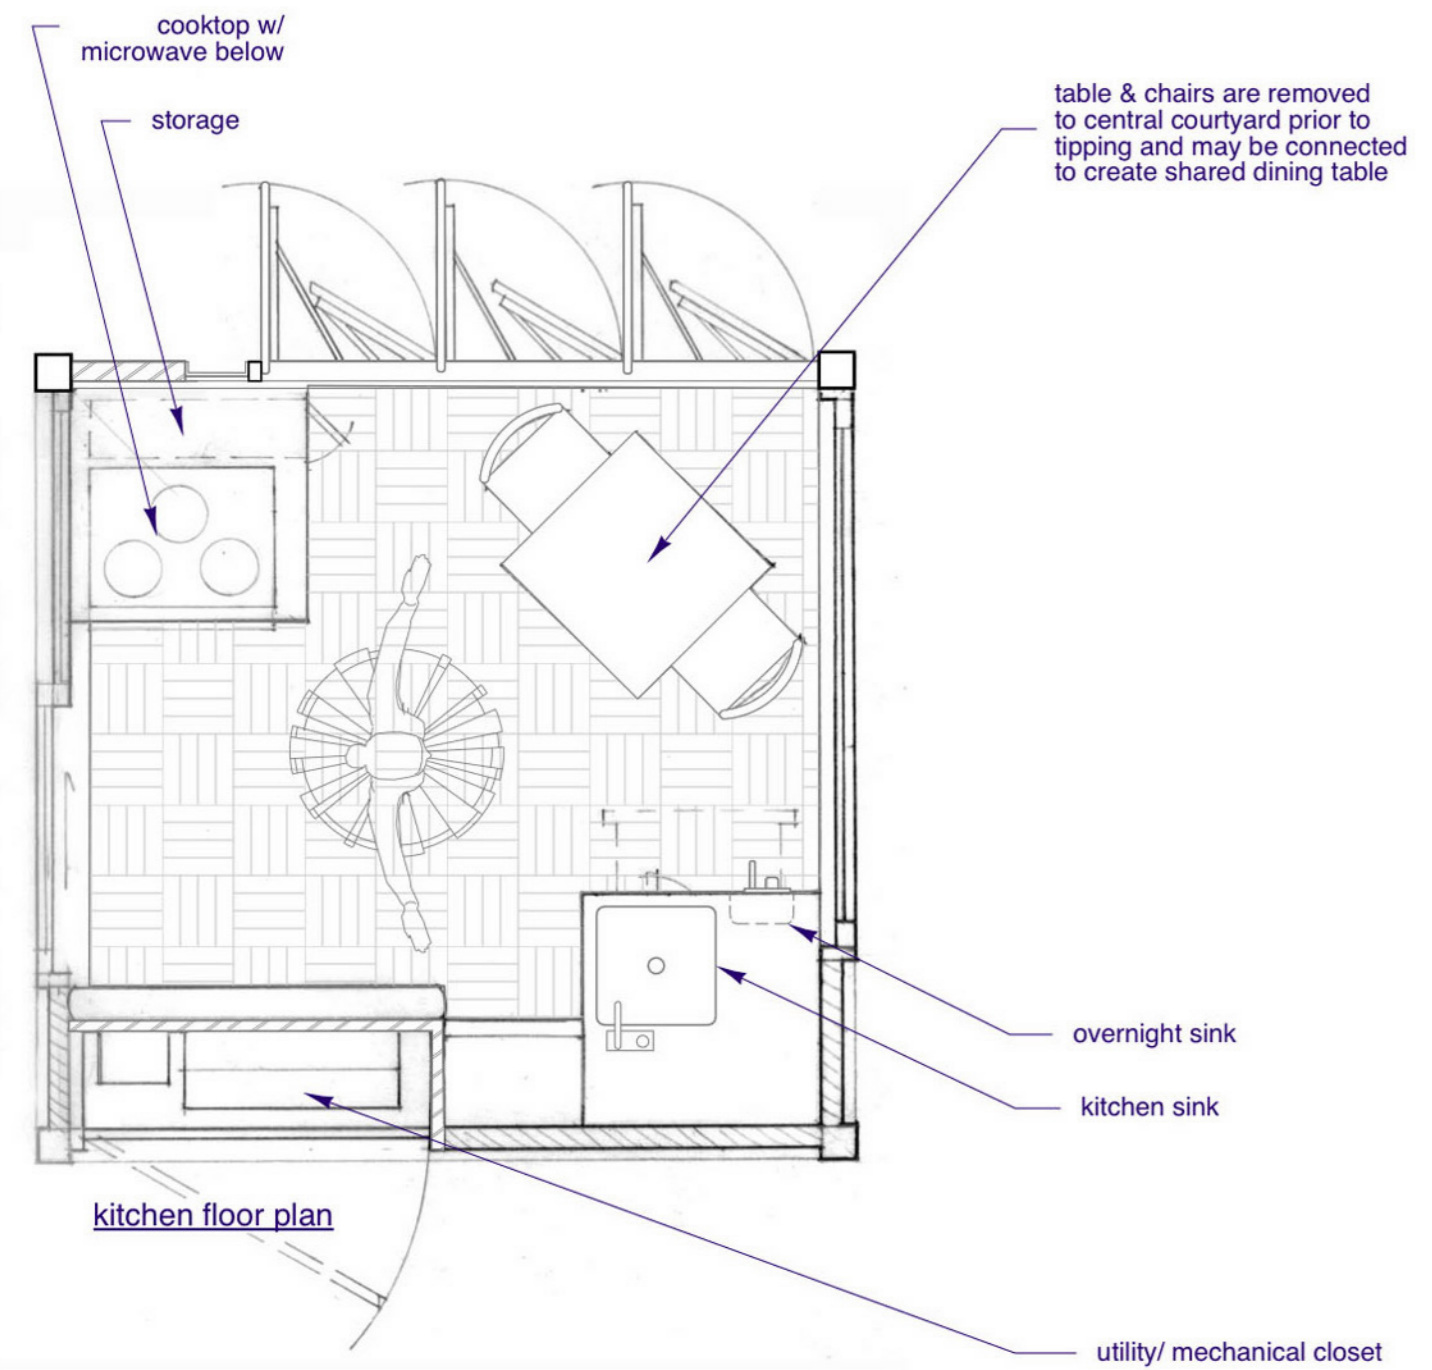 cooktop w/
microwave below
storage
table & chairs are removed
to central courtyard prior to
tipping and may be connected
to create shared dining table
overnight sink
kitchen sink
kitchen floor plan
utility/ mechanical closet